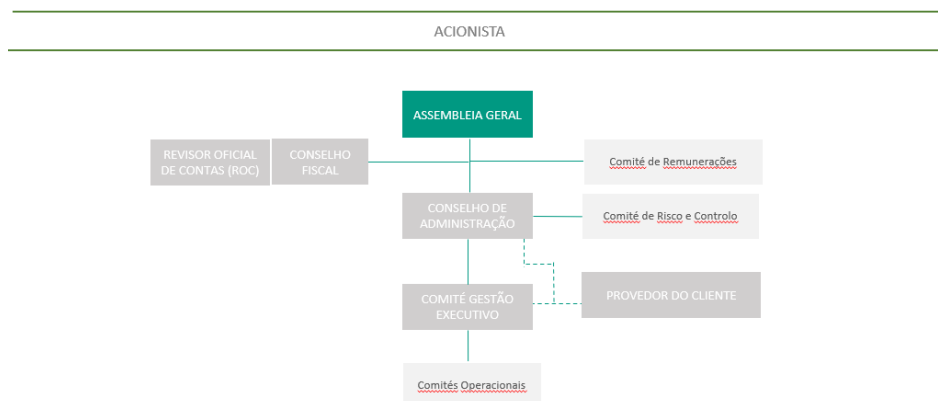 ACIONISTA
ASSEMBLEIA GERAL
REVISOR OFICIAL
DE CONTAS (ROC)
CONSELHO
FISCAL
Comité de Remunerações
CONSELHO DE
ADMINISTRAÇÃO
Comité de Risco e Controlo
COMITÉ GESTÃO
EXECUTIVO
PROVEDOR DO CLIENTE
Comités Operacionais